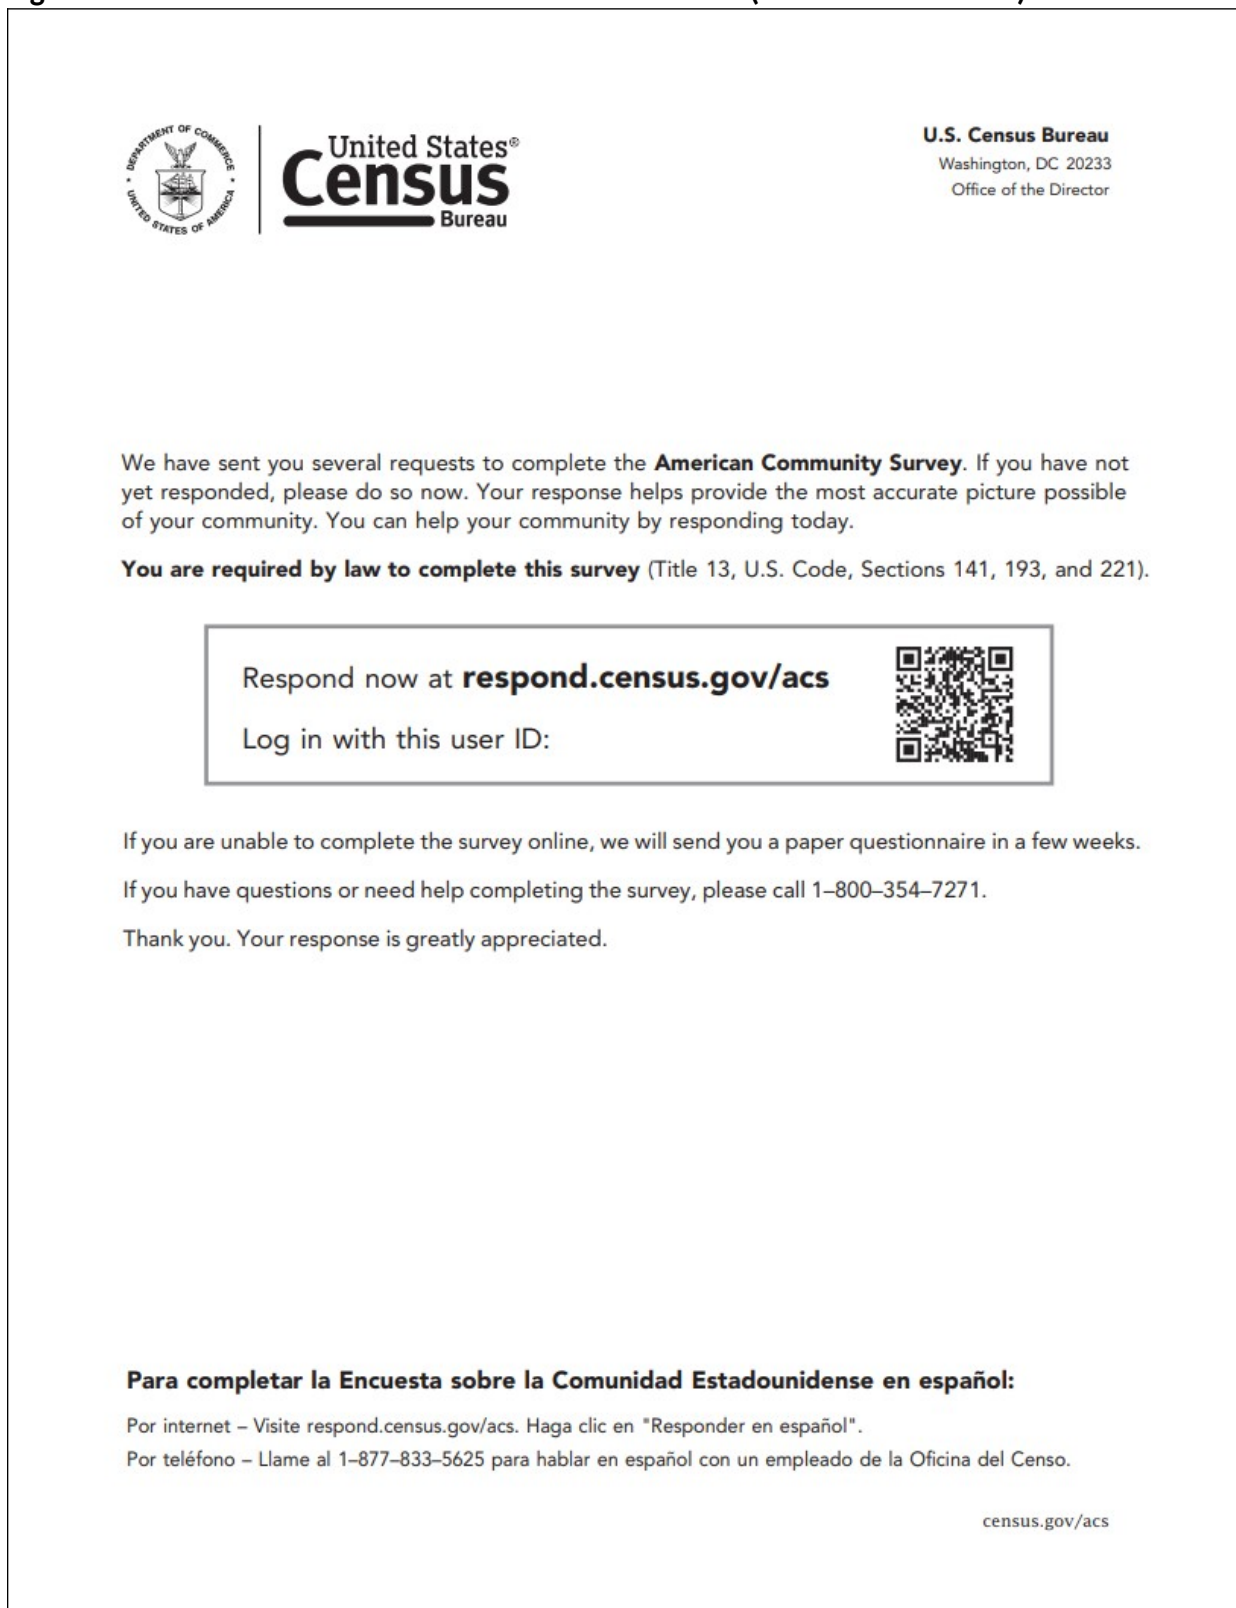 DEPARTMENT OF COMMERCE
UNITED STATES OF AMERICA
United States®
Census
Bureau
U.S. Census Bureau
Washington, DC 20233
Office of the Director
We have sent you several requests to complete the American Community Survey. If you have not
yet responded, please do so now. Your response helps provide the most accurate picture possible
of your community. You can help your community by responding today.
You are required by law to complete this survey (Title 13, U.S. Code, Sections 141, 193, and 221).
Respond now at respond.census.gov/acs
Log in with this user ID:
If you are unable to complete the survey online, we will send you a paper questionnaire in a few weeks.
If you have questions or need help completing the survey, please call 1–800–354–7271.
Thank you. Your response is greatly appreciated.
Para completar la Encuesta sobre la Comunidad Estadounidense en español:
Por internet – Visite respond.census.gov/acs. Haga clic en "Responder en español".
Por teléfono – Llame al 1–877–833–5625 para hablar en español con un empleado de la Oficina del Censo.
census.gov/acs